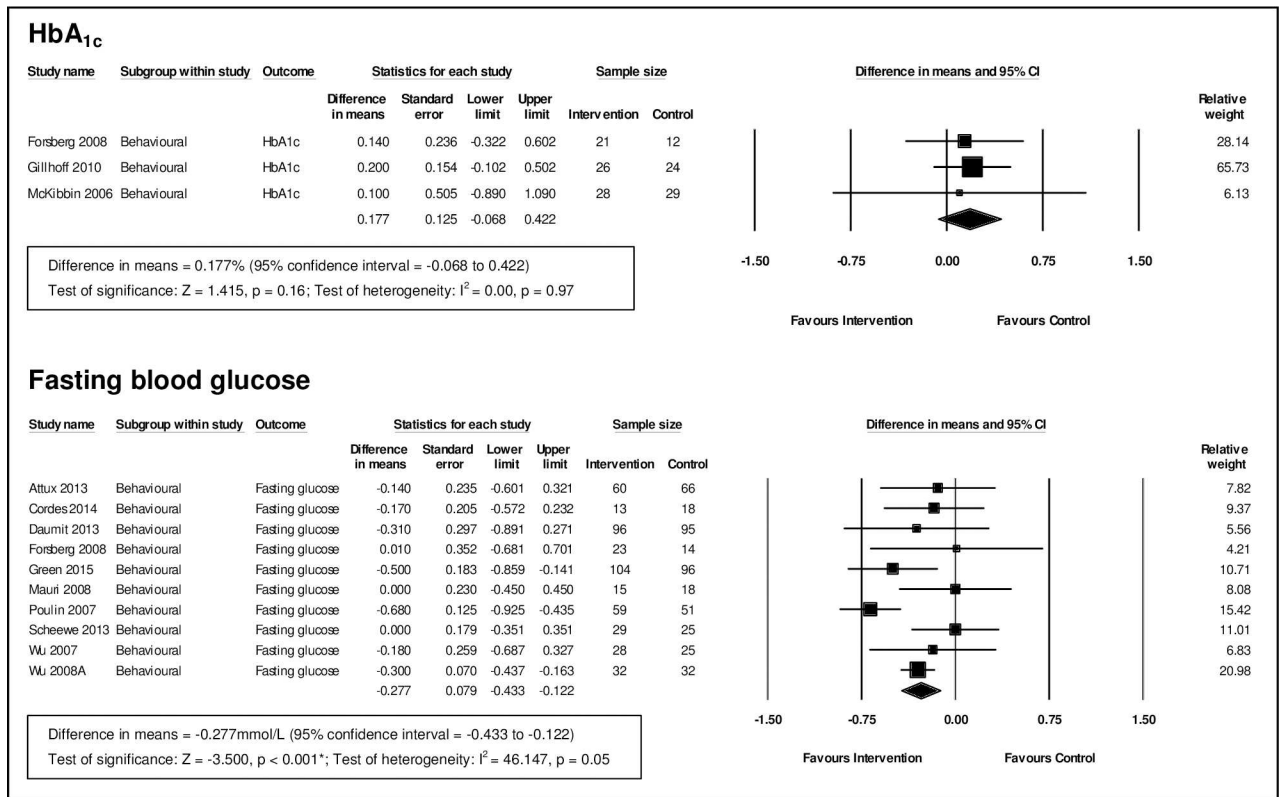 HbA1c
Study name Subgroup within study Outcome Statistics for each study Sample size Difference in means and 95% CI
Difference in means Standard error Lower limit Upper limit Intervention Control Relative weight
Forsberg 2008 Behavioural HbA1c 0.140 0.236 -0.322 0.602 21 12 28.14
Gillhoff 2010 Behavioural HbA1c 0.200 0.154 -0.102 0.502 26 24 65.73
McKibbin 2006 Behavioural HbA1c 0.100 0.505 -0.890 1.090 28 29 6.13
0.177 0.125 -0.068 0.422
Difference in means = 0.177% (95% confidence interval = -0.068 to 0.422)
Test of significance: Z = 1.415, p = 0.16; Test of heterogeneity: I2 = 0.00, p = 0.97
-1.50 -0.75 0.00 0.75 1.50
Favours Intervention Favours Control
Fasting blood glucose
Study name Subgroup within study Outcome Statistics for each study Sample size Difference in means and 95% CI
Difference in means Standard error Lower limit Upper limit Intervention Control Relative weight
Attux 2013 Behavioural Fasting glucose -0.140 0.235 -0.601 0.321 60 66 7.82
Cordes 2014 Behavioural Fasting glucose -0.170 0.205 -0.572 0.232 13 18 9.37
Daumit 2013 Behavioural Fasting glucose -0.310 0.297 -0.891 0.271 96 95 5.56
Forsberg 2008 Behavioural Fasting glucose 0.010 0.352 -0.681 0.701 23 14 4.21
Green 2015 Behavioural Fasting glucose -0.500 0.183 -0.859 -0.141 104 96 10.71
Mauri 2008 Behavioural Fasting glucose 0.000 0.230 -0.450 0.450 15 18 8.08
Poulin 2007 Behavioural Fasting glucose -0.680 0.125 -0.925 -0.435 59 51 15.42
Scheewe 2013 Behavioural Fasting glucose 0.000 0.179 -0.351 0.351 29 25 11.01
Wu 2007 Behavioural Fasting glucose -0.180 0.259 -0.687 0.327 28 25 6.83
Wu 2008A Behavioural Fasting glucose -0.300 0.070 -0.437 -0.163 32 32 20.98
-0.277 0.079 -0.433 -0.122
Difference in means = -0.277mmol/L (95% confidence interval = -0.433 to -0.122)
Test of significance: Z = -3.500, p < 0.001*; Test of heterogeneity: I2 = 46.147, p = 0.05
-1.50 -0.75 0.00 0.75 1.50
Favours Intervention Favours Control